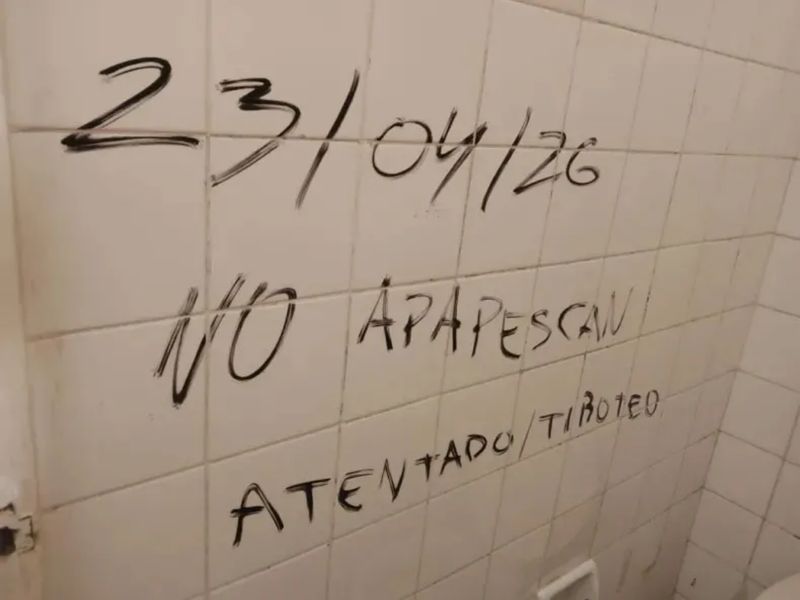 23/04/26
NO APAPESCAN
ATENTADO/TIROTEO